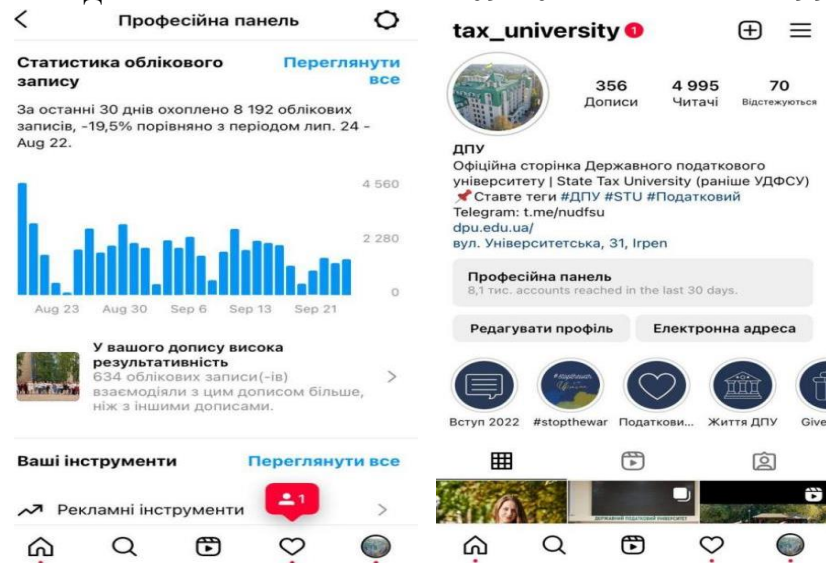 Професійна панель
Статистика облікового запису
Переглянути все
За останні 30 днів охоплено 8 192 облікових
записів, -19,5% порівняно з періодом лип. 24 -
Aug 22.
4 560
2 280
0
Aug 23 Aug 30 Sep 6 Sep 13 Sep 21
У вашого допису висока
результативність
634 облікових записи(-ів)
взаємодіяли з цим дописом більше,
ніж з іншими дописами.
Ваші інструменти
Переглянути все
Рекламні інструменти
1
tax_university 1
356 4 995 70
Дописи Читачі Відстежуються
ДПУ
Офіційна сторінка Державного податкового
університету | State Tax University (раніше УДФСУ)
📌Ставте теги #ДПУ #STU #Податковий
Telegram: t.me/nudfsu
dpu.edu.ua/
вул. Університетська, 31, Irpen
Професійна панель
8,1 тис. accounts reached in the last 30 days.
Редагувати профіль Електронна адреса
#stopthewar
Вступ 2022 #stopthewar Податкови... Життя ДПУ Give
ДЕРЖАВНИЙ ПОДАТКОВИЙ УНІВЕРСИТЕТ